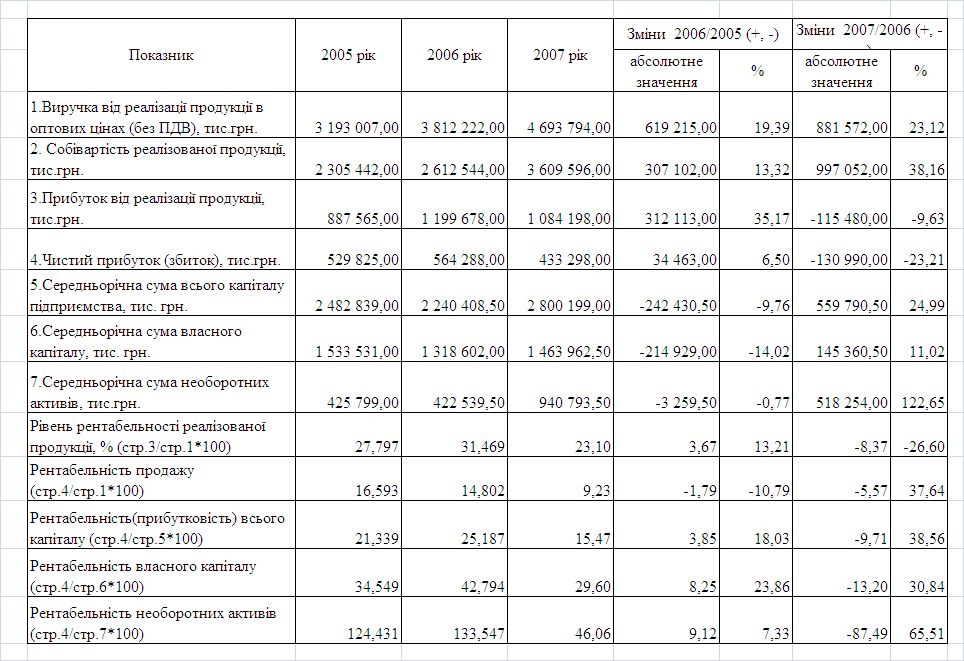 Показник 2005 рік 2006 рік 2007 рік Зміни 2006/2005 (+, -) Зміни 2007/2006 (+, -
абсолютне значення % абсолютне значення %
1.Виручка від реалізації продукції в
оптових цінах (без ПДВ), тис.грн. 3 193 007,00 3 812 222,00 4 693 794,00 619 215,00 19,39 881 572,00 23,12
2. Собівартість реалізованої продукції,
тис.грн. 2 305 442,00 2 612 544,00 3 609 596,00 307 102,00 13,32 997 052,00 38,16
3.Прибуток від реалізації продукції,
тис.грн. 887 565,00 1 199 678,00 1 084 198,00 312 113,00 35,17 -115 480,00 -9,63
4.Чистий прибуток (збиток), тис.грн. 529 825,00 564 288,00 433 298,00 34 463,00 6,50 -130 990,00 -23,21
5.Середньорічна сума всього капіталу
підприємства, тис. грн. 2 482 839,00 2 240 408,50 2 800 199,00 -242 430,50 -9,76 559 790,50 24,99
6.Середньорічна сума власного
капіталу, тис. грн. 1 533 531,00 1 318 602,00 1 463 962,50 -214 929,00 -14,02 145 360,50 11,02
7.Середньорічна сума необоротних
активів, тис.грн. 425 799,00 422 539,50 940 793,50 -3 259,50 -0,77 518 254,00 122,65
Рівень рентабельності реалізованої
продукції, % (стр.3/стр.1*100) 27,797 31,469 23,10 3,67 13,21 -8,37 -26,60
Рентабельність продажу
(стр.4/стр.1*100) 16,593 14,802 9,23 -1,79 -10,79 -5,57 37,64
Рентабельність(прибутковість) всього
капіталу (стр.4/стр.5*100) 21,339 25,187 15,47 3,85 18,03 -9,71 38,56
Рентабельність власного капіталу
(стр.4/стр.6*100) 34,549 42,794 29,60 8,25 23,86 -13,20 30,84
Рентабельність необоротних активів
(стр.4/стр.7*100) 124,431 133,547 46,06 9,12 7,33 -87,49 65,51